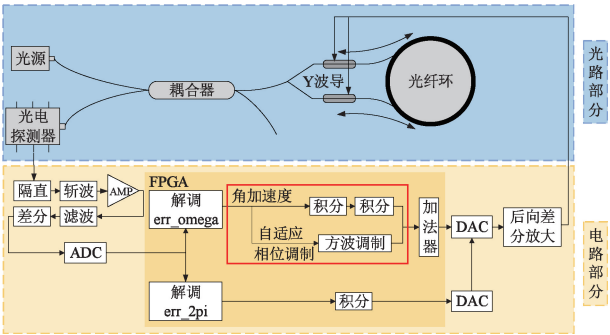 光源
光电
探测器
耦合器
Y波导
光纤环
光路部分
隔直
斩波
AMP
差分
滤波
ADC
FPGA
解调
err_omega
角加速度
积分
积分
自适应
相位调制
方波调制
加法器
DAC
后向差
分放大
解调
err_2pi
积分
DAC
电路部分